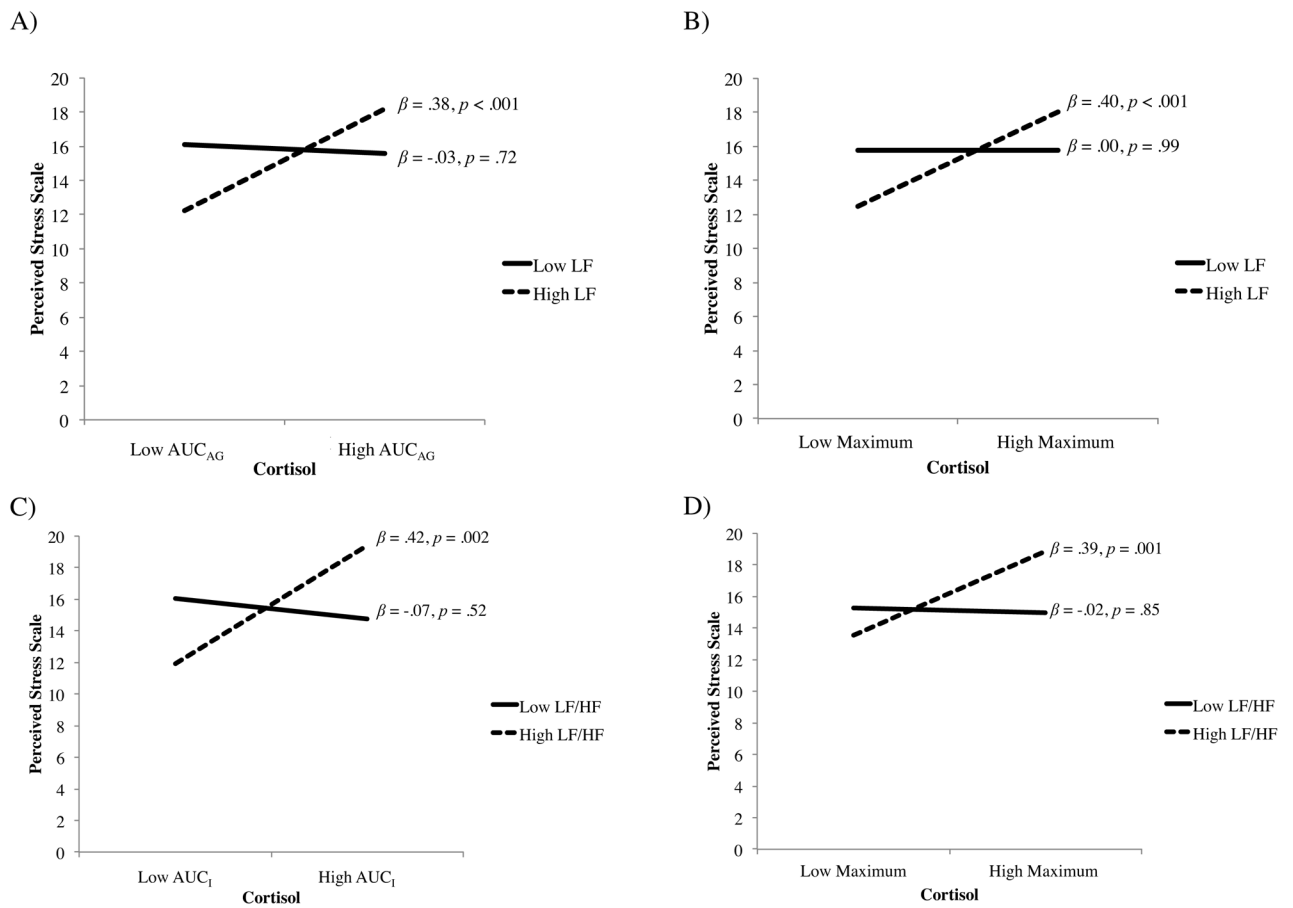 A)
Perceived Stress Scale
20
18
16
14
12
10
8
6
4
2
0
β = .38, p < .001
β = -.03, p = .72
Low LF
High LF
Low AUC_AG
High AUC_AG
Cortisol
B)
Perceived Stress Scale
20
18
16
14
12
10
8
6
4
2
0
β = .40, p < .001
β = .00, p = .99
Low LF
High LF
Low Maximum
High Maximum
Cortisol
C)
Perceived Stress Scale
20
18
16
14
12
10
8
6
4
2
0
β = .42, p = .002
β = -.07, p = .52
Low LF/HF
High LF/HF
Low AUC_I
High AUC_I
Cortisol
D)
Perceived Stress Scale
20
18
16
14
12
10
8
6
4
2
0
β = .39, p = .001
β = -.02, p = .85
Low LF/HF
High LF/HF
Low Maximum
High Maximum
Cortisol